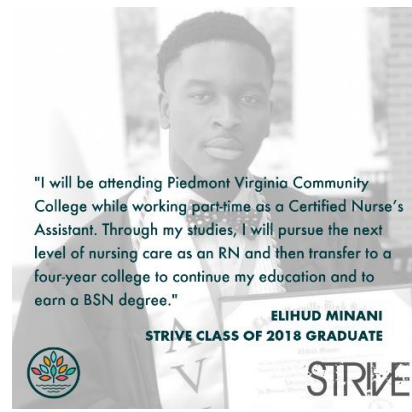 "I will be attending Piedmont Virginia Community
College while working part-time as a Certified Nurse's
Assistant. Through my studies, I will pursue the next
level of nursing care as an RN and then transfer to a
four-year college to continue my education and to
earn a BSN degree."
ELIHUD MINANI
STRIVE CLASS OF 2018 GRADUATE
AV
STRIVE